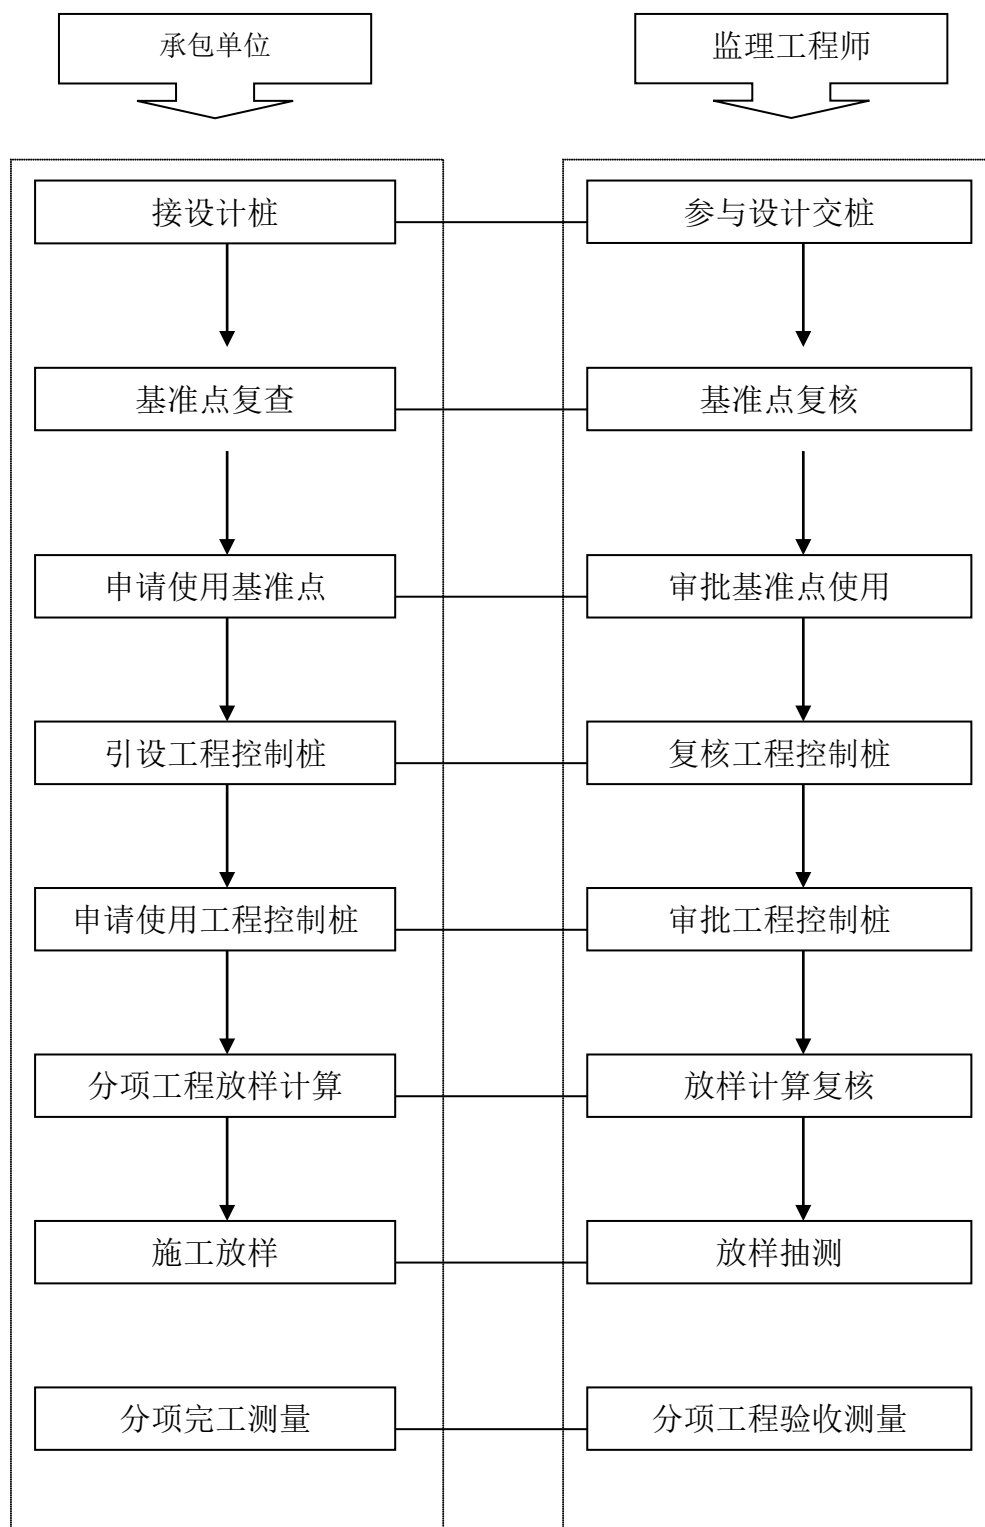 承包单位
监理工程师
接设计桩
参与设计交桩
基准点复查
基准点复核
申请使用基准点
审批基准点使用
引设工程控制桩
复核工程控制桩
申请使用工程控制桩
审批工程控制桩
分项工程放样计算
放样计算复核
施工放样
放样抽测
分项完工测量
分项工程验收测量